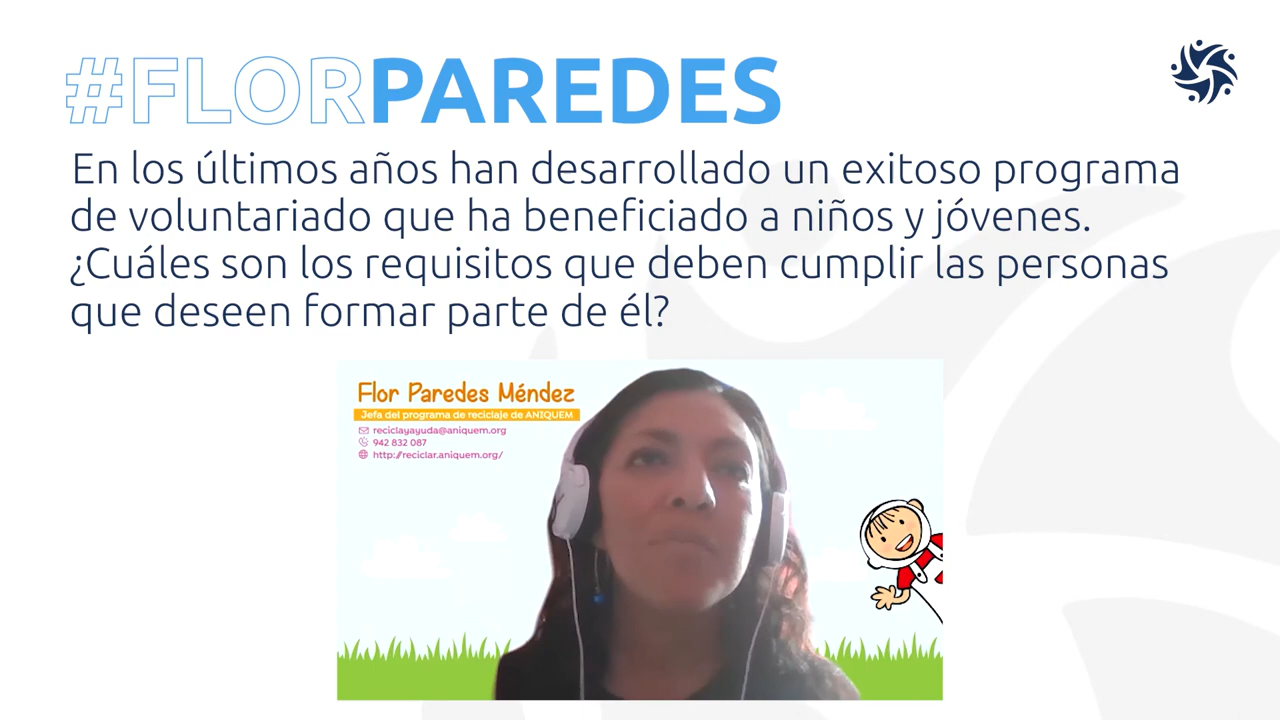 #FLORPAREDES
En los últimos años han desarrollado un exitoso programa
de voluntariado que ha beneficiado a niños y jóvenes.
¿Cuáles son los requisitos que deben cumplir las personas
que deseen formar parte de él?
Flor Paredes Méndez
Jefa del programa de reciclaje de ANIQUEM
reciclayayuda@aniquem.org
942 832 087
http://reciclar.aniquem.org/